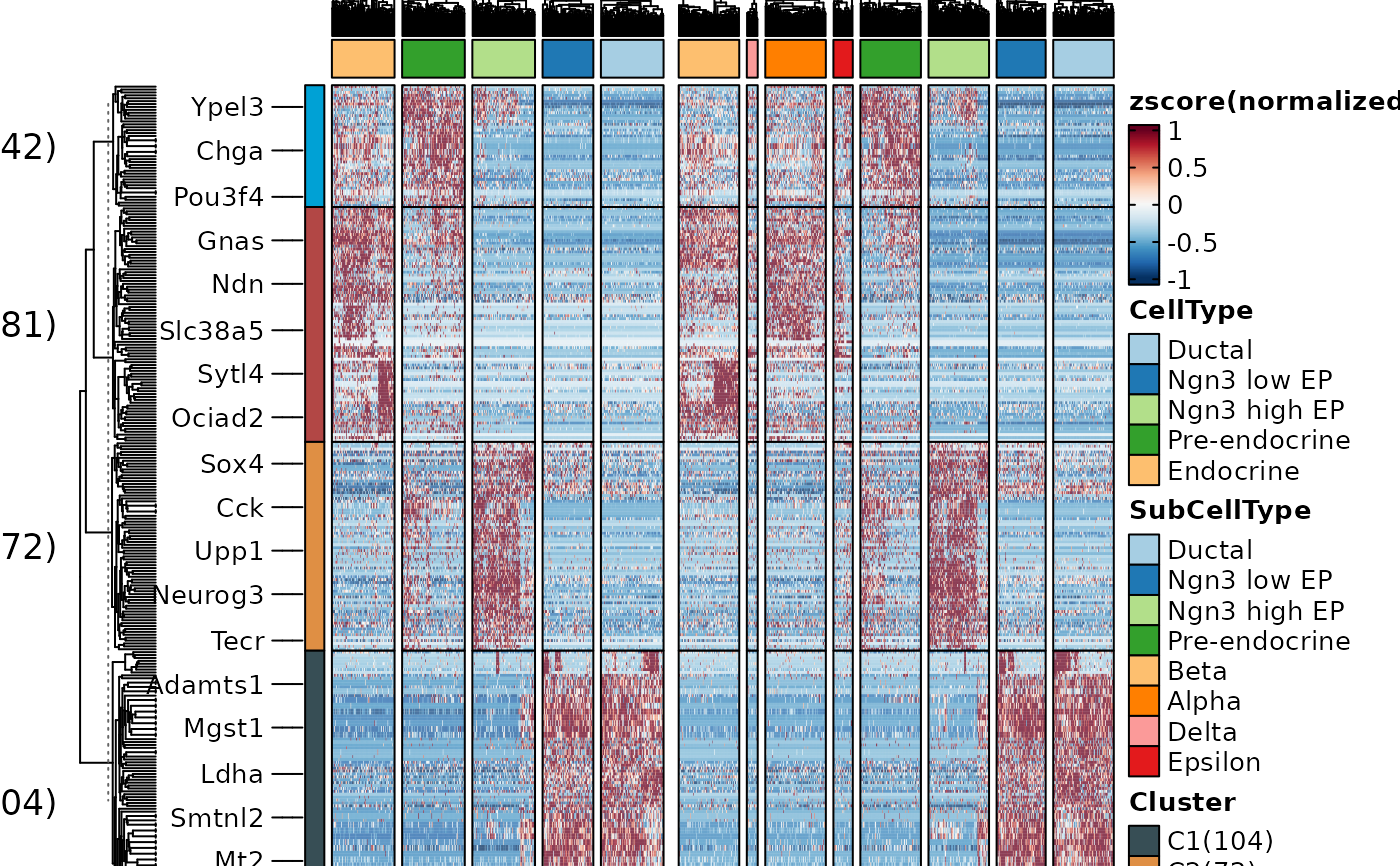 42)
81)
72)
04)
Ypel3
Chga
Pou3f4
Gnas
Ndn
Slc38a5
Sytl4
Ociad2
Sox4
Cck
Upp1
Neurog3
Tecr
Adamts1
Mgst1
Ldha
Smtnl2
Mt2
zscore(normalized
1
0.5
0
-0.5
-1
CellType
Ductal
Ngn3 low EP
Ngn3 high EP
Pre-endocrine
Endocrine
SubCellType
Ductal
Ngn3 low EP
Ngn3 high EP
Pre-endocrine
Beta
Alpha
Delta
Epsilon
Cluster
C1(104)
C2(72)